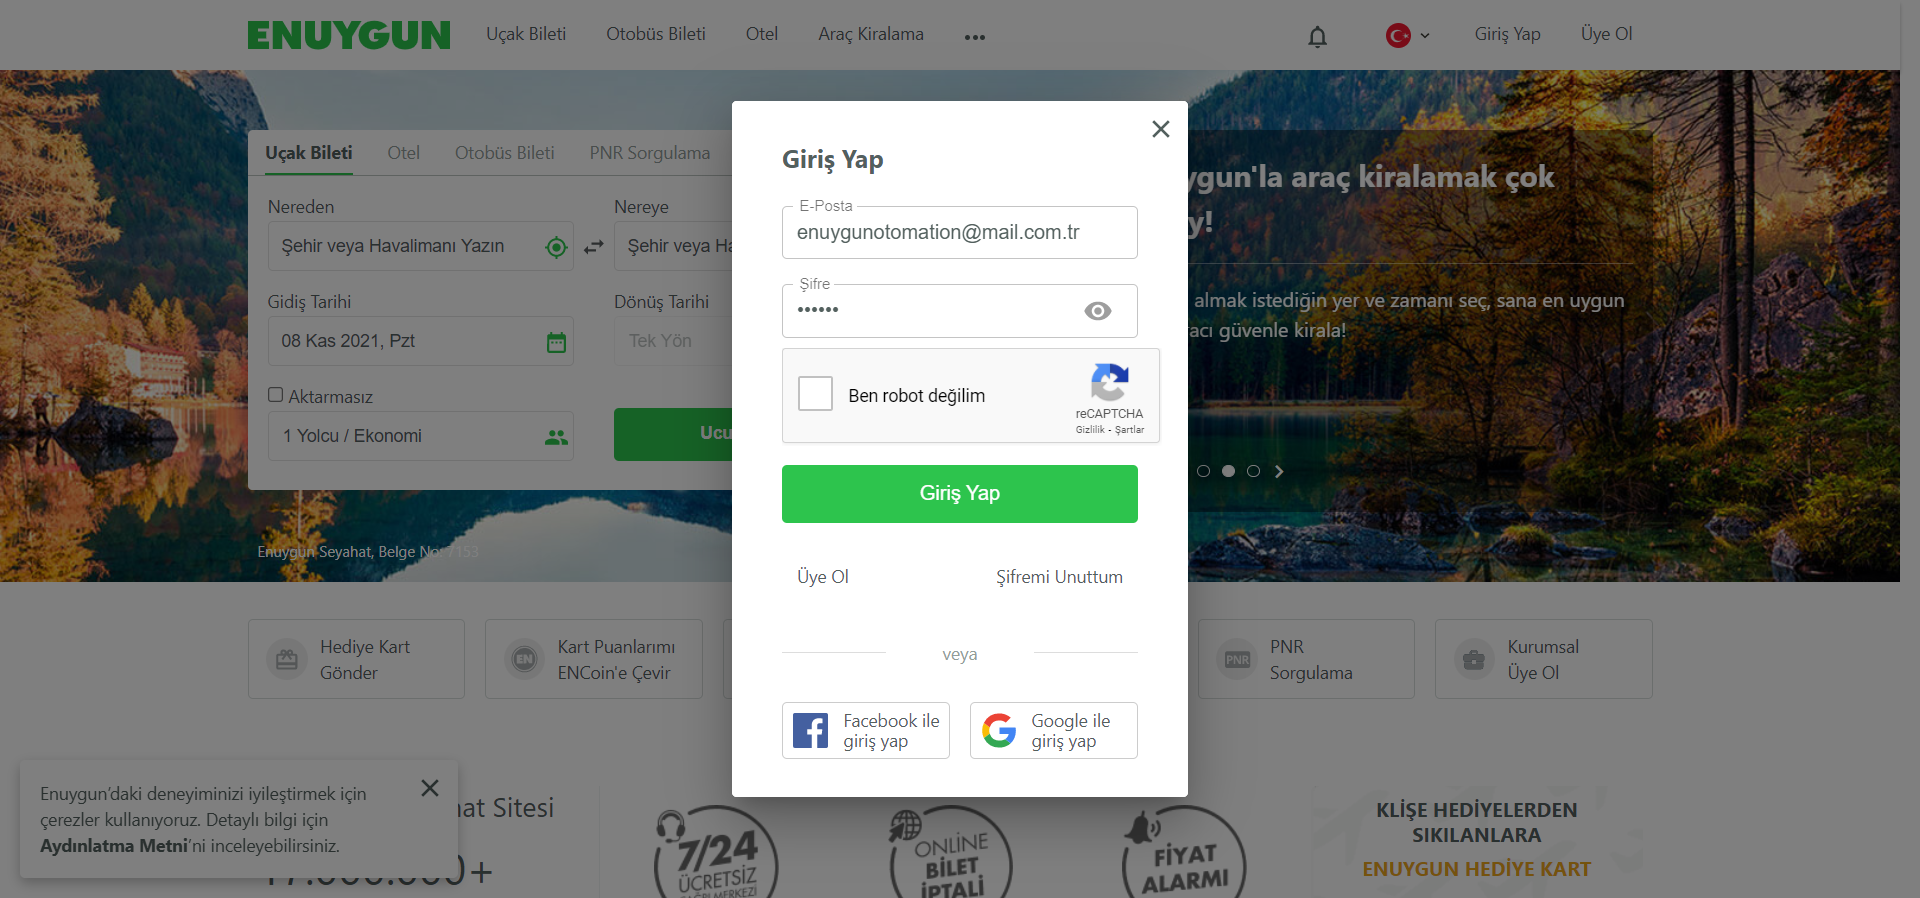 ENUYGUN
Uçak Bileti
Otobüs Bileti
Otel
Araç Kiralama
Giriş Yap
Üye Ol
Uçak Bileti
Otel
Otobüs Bileti
PNR Sorgulama
Nereden
Nereye
Şehir veya Havalimanı Yazın
Şehir veya
Gidiş Tarihi
Dönüş Tarihi
08 Kas 2021, Pzt
Tek Yön
Aktarmasız
1 Yolcu / Ekonomi
Ucu
Enuygun Seyahat, Belge No: 7153
ygun'la araç kiralamak çok
y!
almak istediğin yer ve zamanı seç, sana en uygun
acı güvenle kirala!
Giriş Yap
E-Posta
enuygunotomation@mail.com.tr
Şifre
••••••
Ben robot değilim
reCAPTCHA
Gizlilik - Şartlar
Giriş Yap
Üye Ol
Şifremi Unuttum
veya
Facebook ile
giriş yap
Google ile
giriş yap
Hediye Kart
Gönder
EN
Kart Puanlarımı
ENCoin'e Çevir
PNR
PNR
Sorgulama
Kurumsal
Üye Ol
Enuygun'daki deneyiminizi iyileştirmek için
çerezler kullanıyoruz. Detaylı bilgi için
Aydınlatma Metni'ni inceleyebilirsiniz.
hat Sitesi
7/24
ÜCRETSİZ
ONLINE
BİLET
İPTALİ
FİYAT
ALARMI
KLİŞE HEDİYELERDEN
SIKILANLARA
ENUYGUN HEDİYE KART